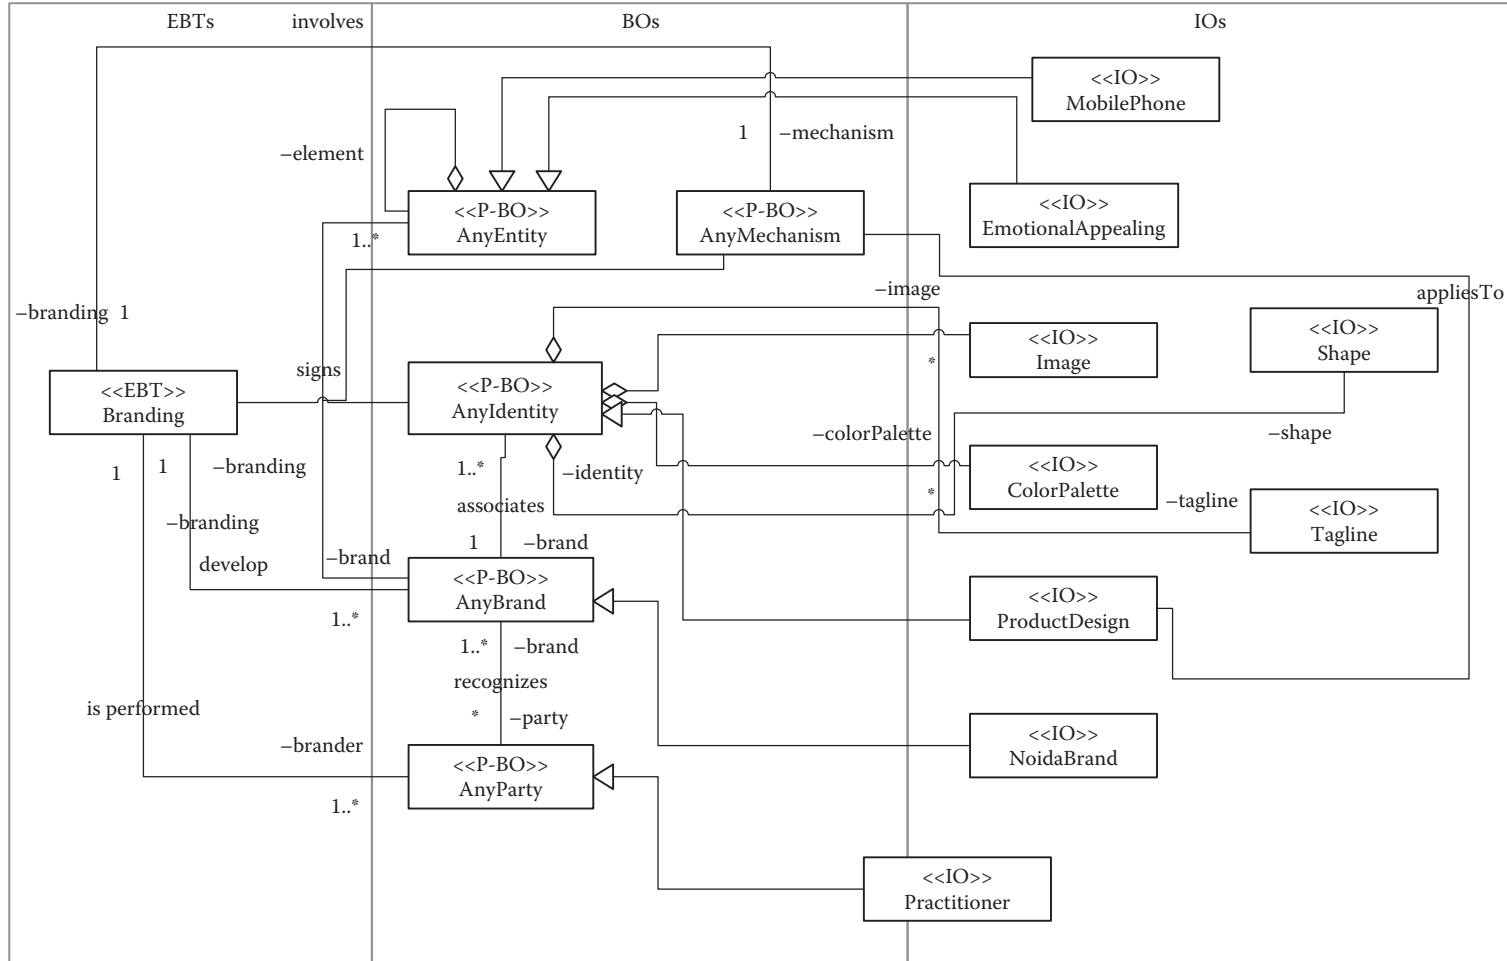 EBTs
involves
BOs
IOs
<<IO>>
MobilePhone
1
–mechanism
–element
<<P-BO>>
AnyEntity
1..*
<<P-BO>>
AnyMechanism
<<IO>>
EmotionalAppealing
–image
appliesTo
–branding 1
<<IO>>
Image
*
<<IO>>
Shape
signs
<<EBT>>
Branding
<<P-BO>>
AnyIdentity
–colorPalette
–shape
1
1
–branding
1..*
–identity
<<IO>>
ColorPalette
*
–tagline
associates
–branding
<<IO>>
Tagline
1
–brand
–brand
develop
<<P-BO>>
AnyBrand
1..*
<<IO>>
ProductDesign
1..*
–brand
recognizes
is performed
*
–party
–brander
<<P-BO>>
AnyParty
1..*
<<IO>>
NoidaBrand
<<IO>>
Practitioner